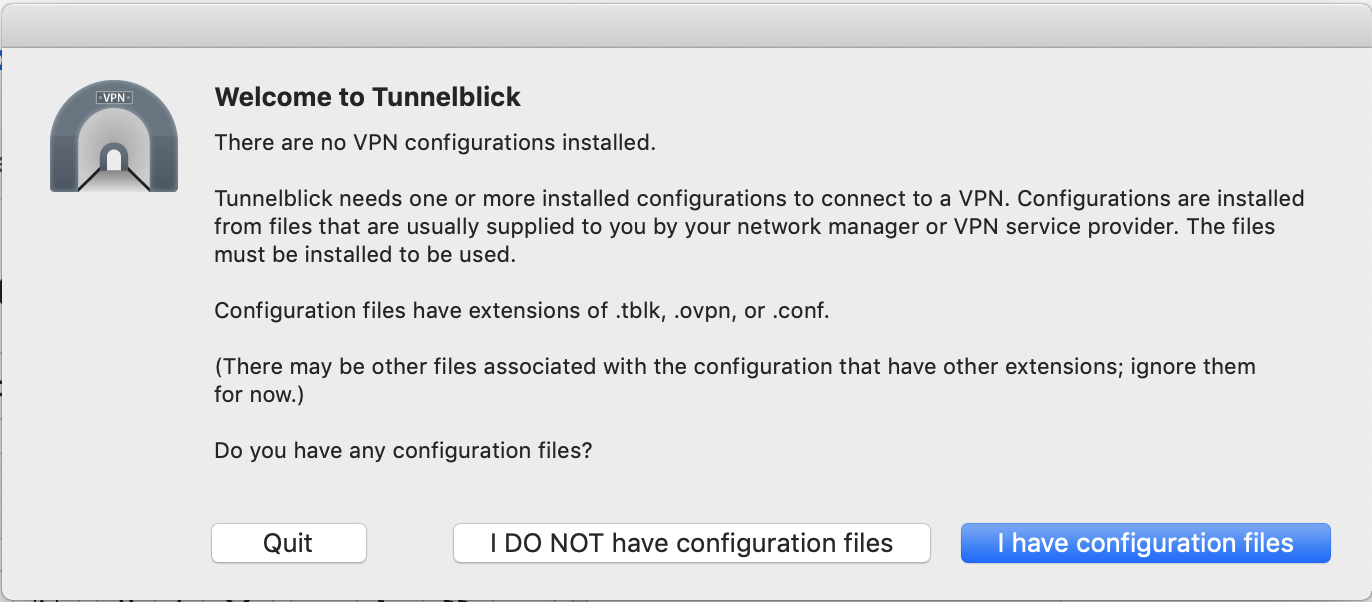 VPN
Welcome to Tunnelblick
There are no VPN configurations installed.
Tunnelblick needs one or more installed configurations to connect to a VPN. Configurations are installed
from files that are usually supplied to you by your network manager or VPN service provider. The files
must be installed to be used.
Configuration files have extensions of .tblk, .ovpn, or .conf.
(There may be other files associated with the configuration that have other extensions; ignore them
for now.)
Do you have any configuration files?
Quit
I DO NOT have configuration files
I have configuration files